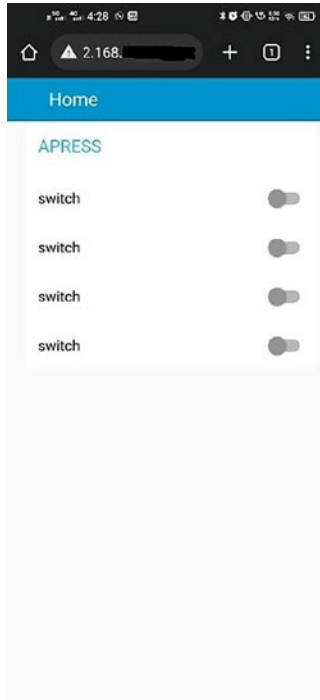 4:28
2.168.
1
Home
APRESS
switch
switch
switch
switch